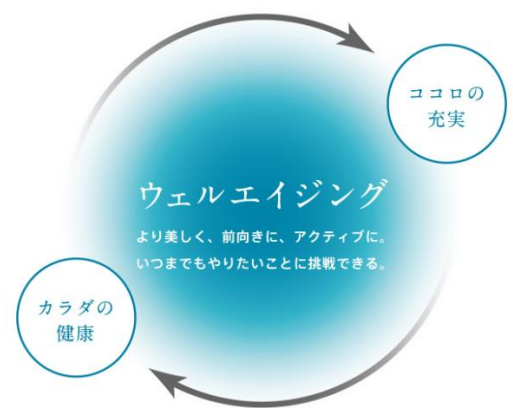 ココロの
充実
ウェルエイジング
より美しく、前向きに、アクティブに。
いつまでもやりたいことに挑戦できる。
カラダの
健康